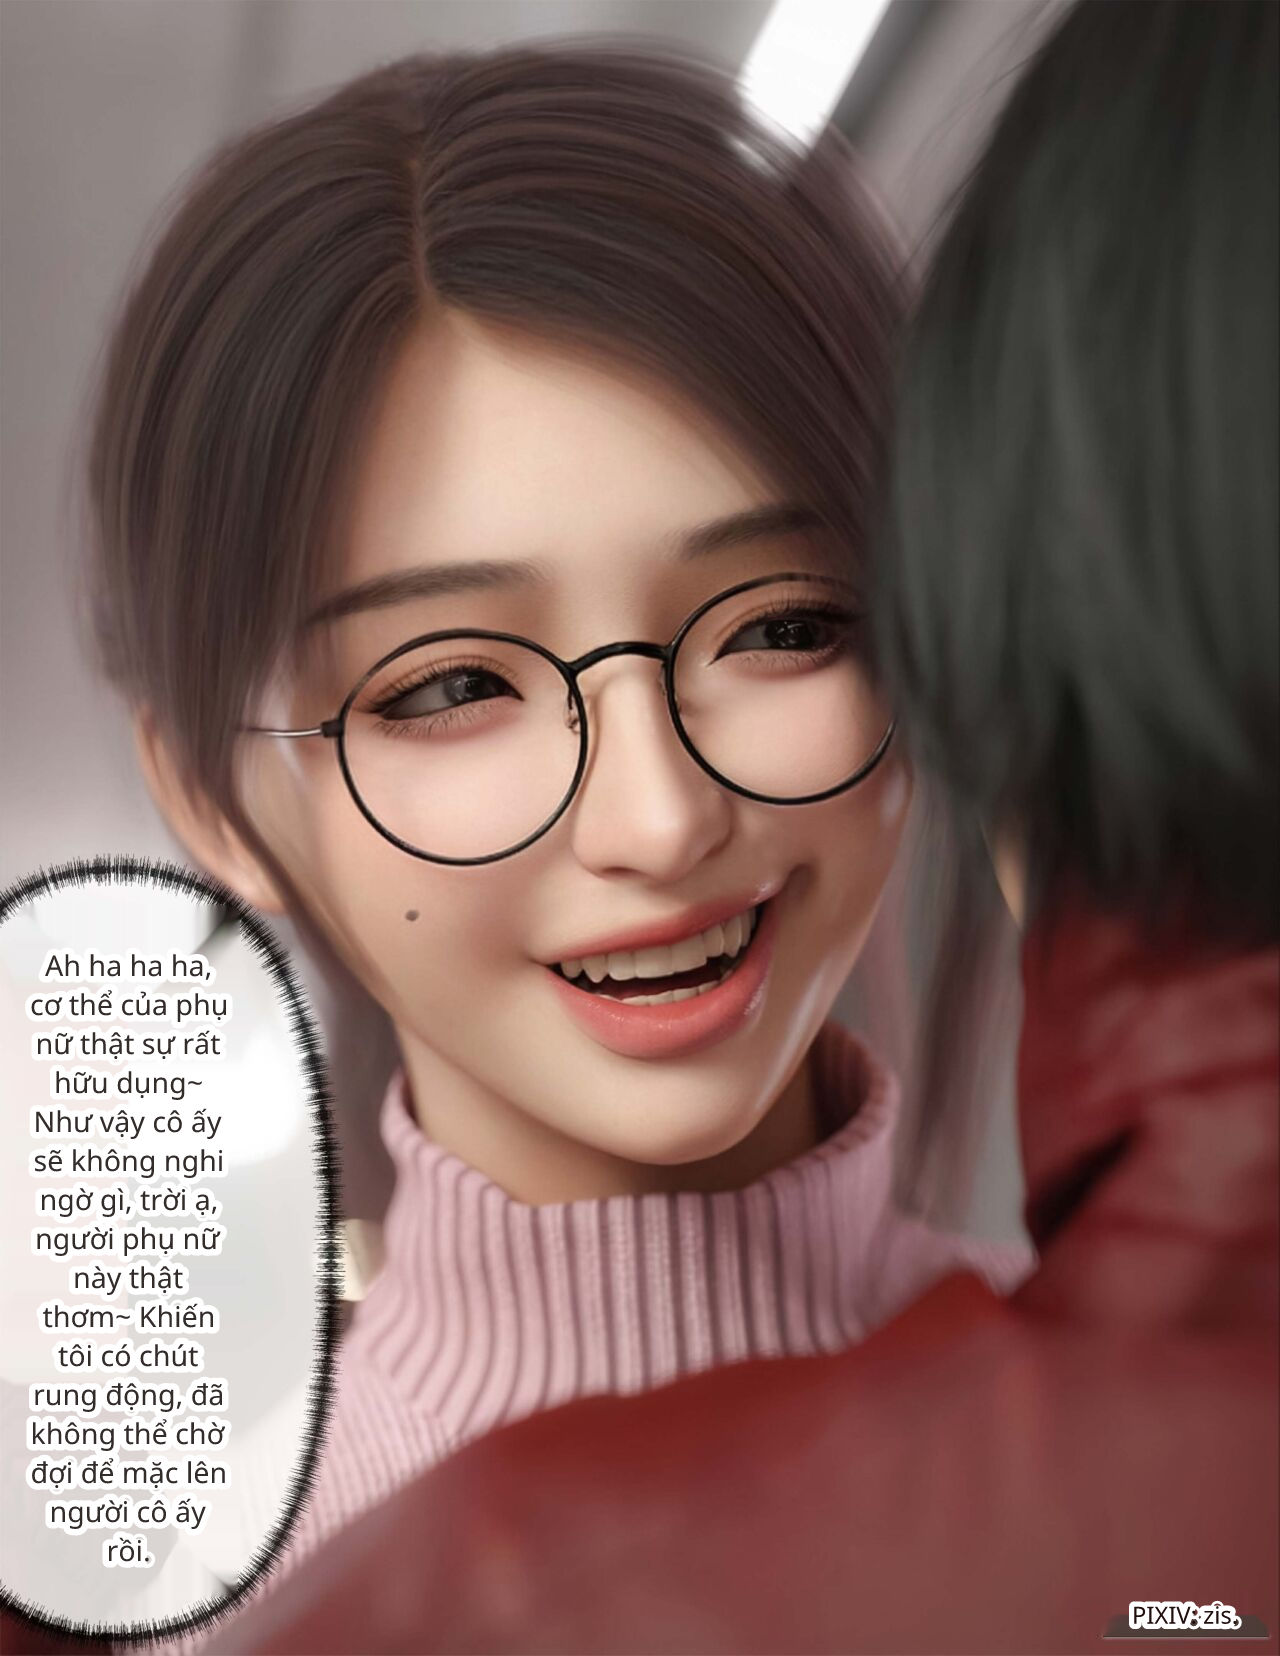 Ah ha ha ha,
cơ thể của phụ
nữ thật sự rất
hữu dụng~
Như vậy cô ấy
sẽ không nghi
ngờ gì, trời ạ,
người phụ nữ
này thật
thơm~ Khiến
tôi có chút
rung động, đã
không thể chờ
đợi để mặc lên
người cô ấy
rồi.
PIXIV: zis.